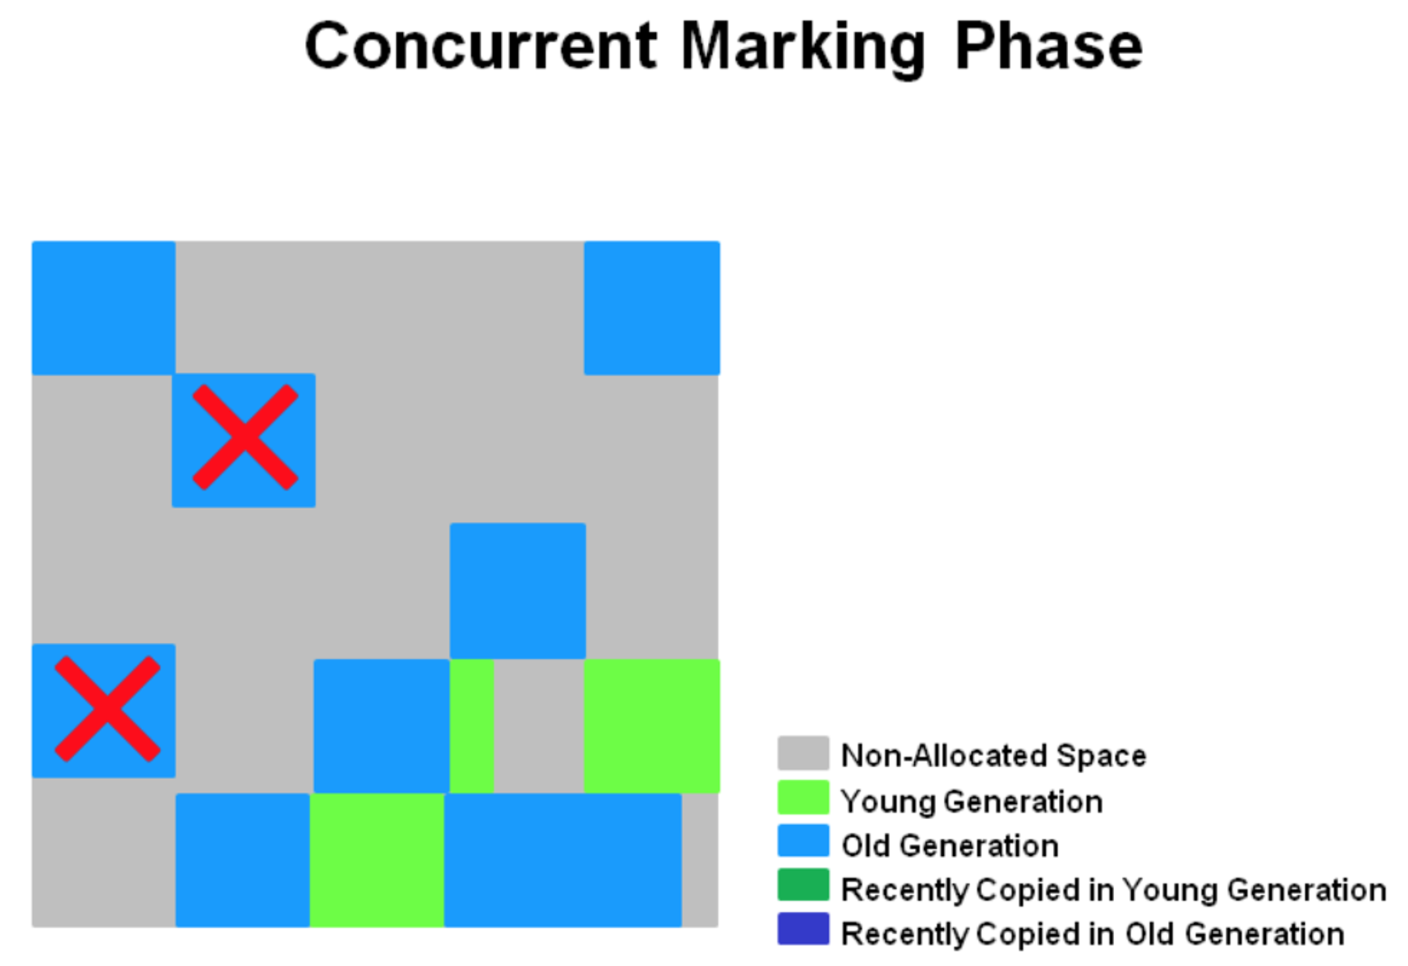 Concurrent Marking Phase
Non-Allocated Space
Young Generation
Old Generation
Recently Copied in Young Generation
Recently Copied in Old Generation